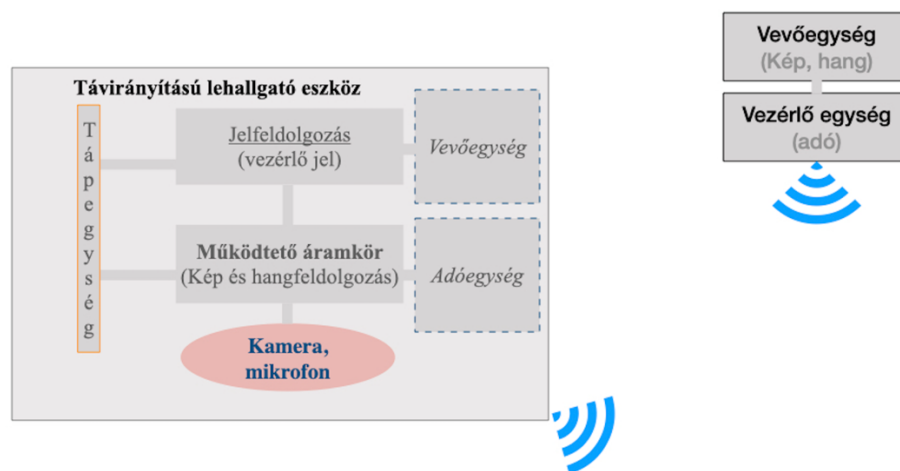 Távirányítású lehallgató eszköz
Tápegység
Jelfeldolgozás
(vezérlő jel)
Vevőegység
Működtető áramkör
(Kép és hangfeldolgozás)
Adóegység
Kamera,
mikrofon
Vevőegység
(Kép, hang)
Vezérlő egység
(adó)